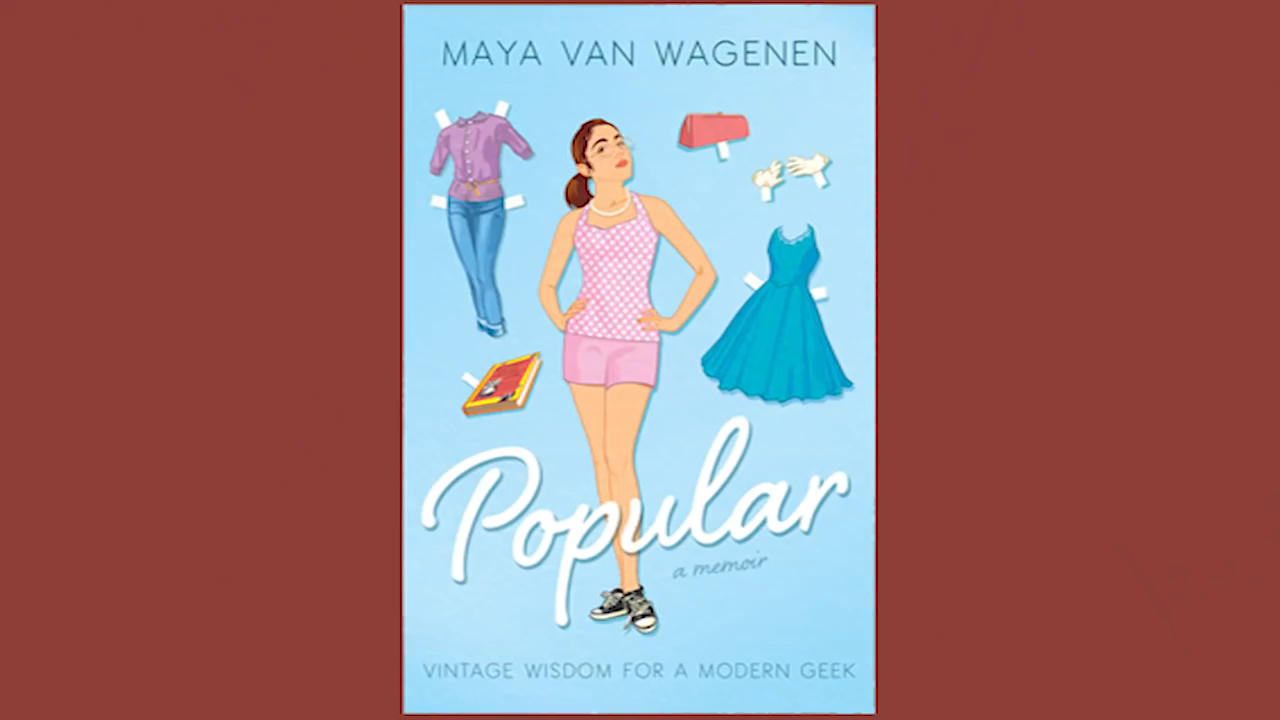 MAYA VAN WAGENEN
Popular
a memoir
VINTAGE WISDOM FOR A MODERN GEEK